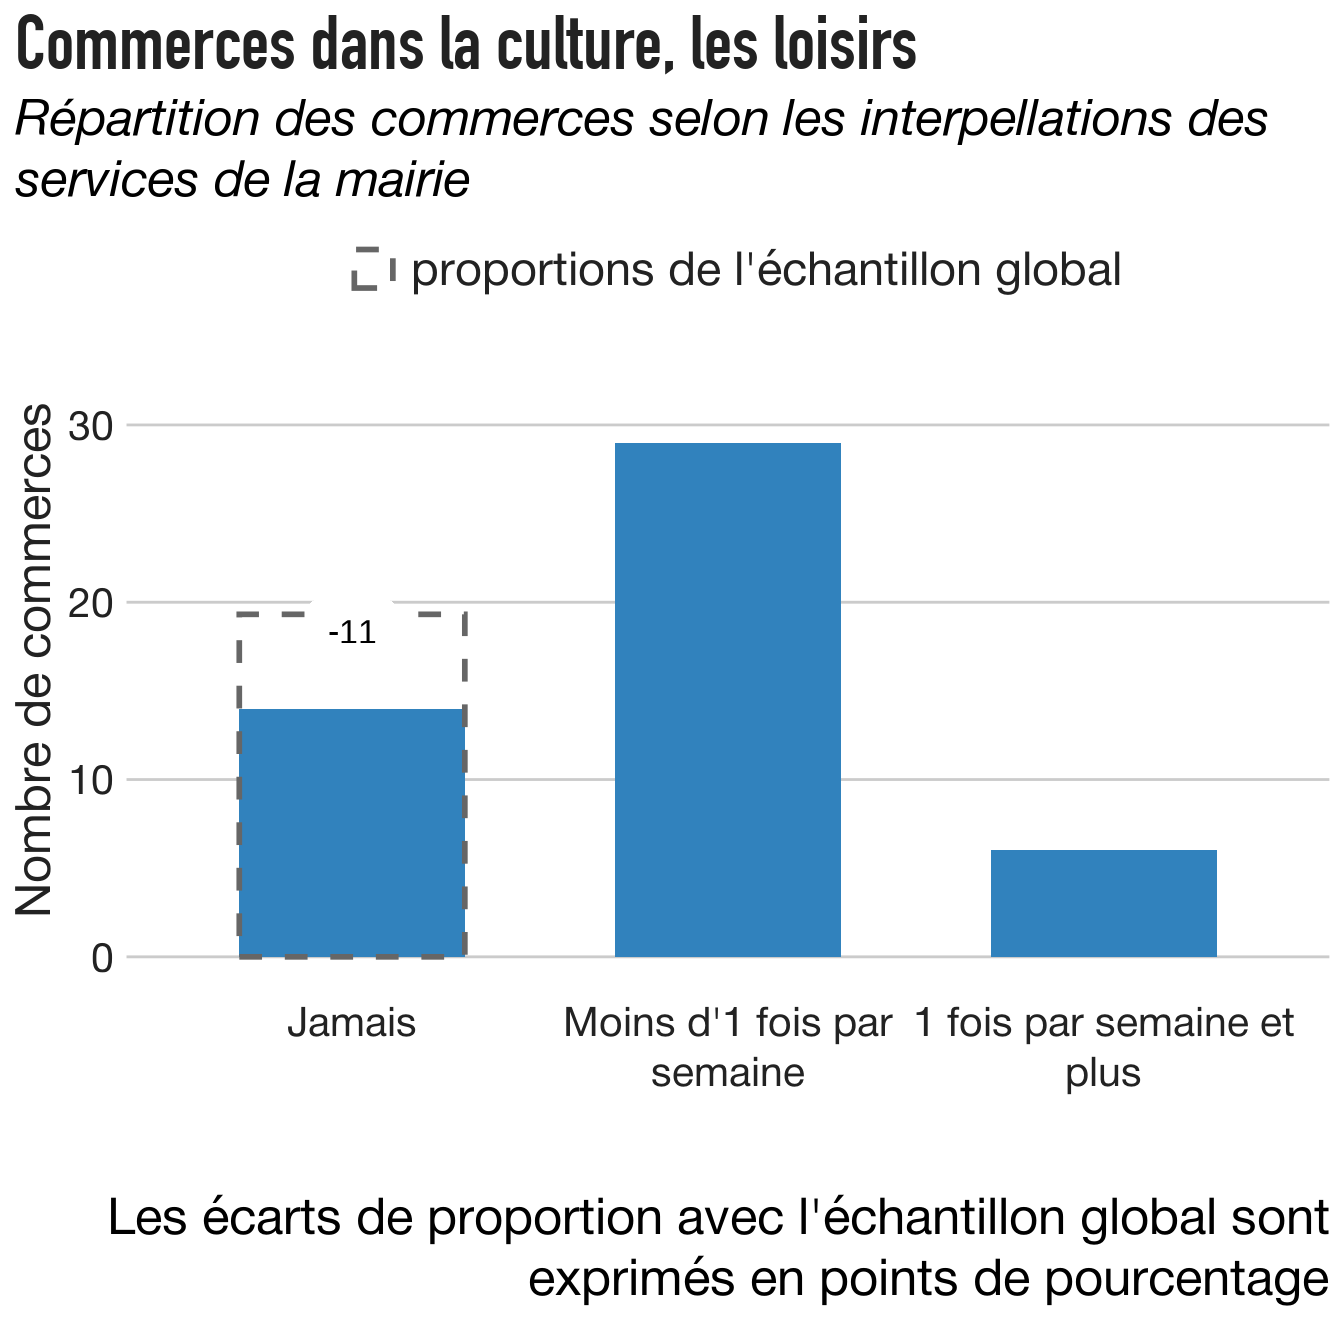 Commerces dans la culture, les loisirs
Répartition des commerces selon les interpellations des
services de la mairie
proportions de l'échantillon global
Nombre de commerces
30
20
10
0
-11
Jamais
Moins d'1 fois par
semaine
1 fois par semaine et
plus
Les écarts de proportion avec l'échantillon global sont
exprimés en points de pourcentage